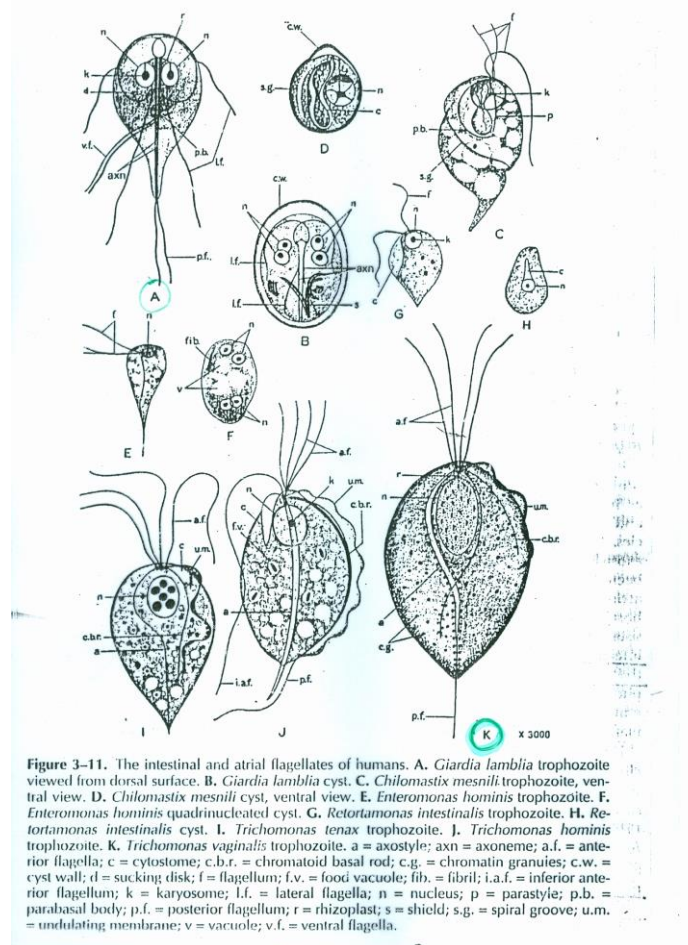 r
n
n
k
d
v.f.
p.b.
l.f.
axn
p.f.
A
c.w.
s.g.
n
c
D
f
k
p
p.b.
s.g.
C
c.w.
n
n
l.f.
axn
l.f.
s
B
f
n
k
c
G
c
n
H
f
n
E
fib.
n
v
n
F
a.f.
c
u.m.
n
c.b.r.
a
I
a.f.
k
u.m.
n
c
c.b.r.
f.v.
a
i.a.f.
p.f.
J
a.f.
r
n
u.m.
c.b.r.
a
c.g.
p.f.
K
X 3000
Figure 3–11. The intestinal and atrial flagellates of humans. A. Giardia lamblia trophozoite
viewed from dorsal surface. B. Giardia lamblia cyst. C. Chilomastix mesnili trophozoite, ven-
tral view. D. Chilomastix mesnili cyst, ventral view. E. Enteromonas hominis trophozoite. F.
Enteromonas hominis quadrinucleated cyst. G. Retortamonas intestinalis trophozoite. H. Re-
tortamonas intestinalis cyst. I. Trichomonas tenax trophozoite. J. Trichomonas hominis
trophozoite. K. Trichomonas vaginalis trophozoite. a = axostyle; axn = axoneme; a.f. = ante-
rior flagella; c = cytostome; c.b.r. = chromatoid basal rod; c.g. = chromatin granules; c.w. =
cyst wall; d = sucking disk; f = flagellum; f.v. = food vacuole; fib. = fibril; i.a.f. = inferior ante-
rior flagellum; k = karyosome; l.f. = lateral flagella; n = nucleus; p = parastyle; p.b. =
parabasal body; p.f. = posterior flagellum; r = rhizoplast; s = shield; s.g. = spiral groove; u.m.
= undulating membrane; v = vacuole; v.f. = ventral flagella.